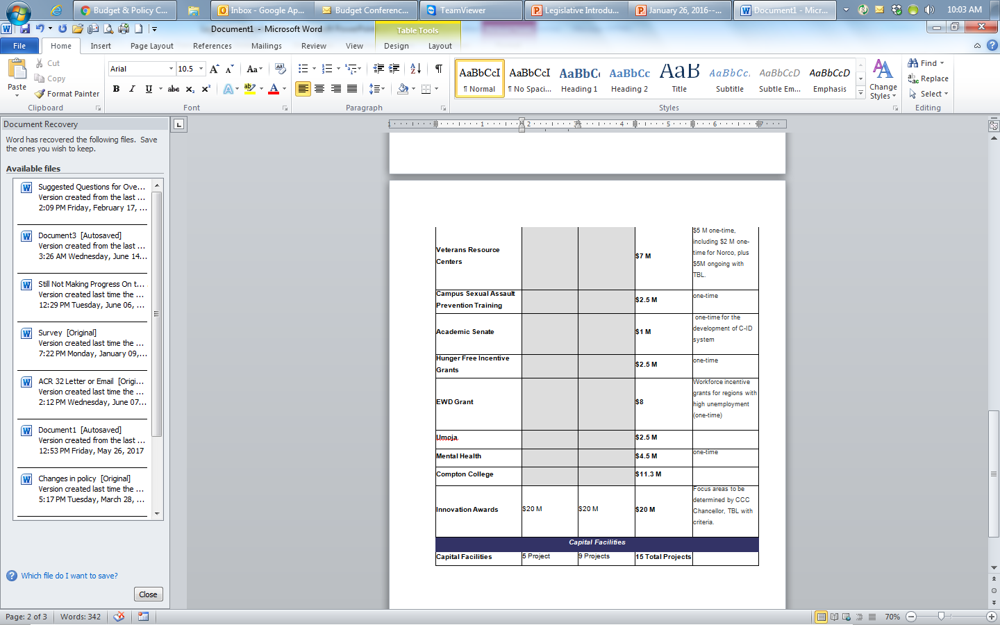 Budget & Policy C...
Inbox - Google Ap...
Budget Conferenc...
TeamViewer
Legislative Introdu...
January 26, 2016--...
Document1 - Micr...
10:03 AM
Document1 - Microsoft Word
Table Tools
File
Home
Insert
Page Layout
References
Mailings
Review
View
Design
Layout
Paste
Cut
Copy
Format Painter
Clipboard
Arial
10.5
Font
Paragraph
AaBbCcI
¶ Normal
AaBbCcI
¶ No Spaci...
AaBbCc
Heading 1
AaBbCc
Heading 2
AaB
Title
AaBbCc.
Subtitle
AaBbCcD
Subtle Em...
AaBbCcD
Emphasis
Change
Styles
Styles
Find
Replace
Select
Editing
Document Recovery
Word has recovered the following files. Save
the ones you wish to keep.
Available files
Suggested Questions for Ove...
Version created from the last ...
2:09 PM Friday, February 17, ...
Document3 [Autosaved]
Version created from the last ...
3:26 AM Wednesday, June 14...
Still Not Making Progress On t...
Version created last time the ...
12:29 PM Tuesday, June 06, ...
Survey [Original]
Version created last time the ...
7:22 PM Monday, January 09,...
ACR 32 Letter or Email [Origi...
Version created last time the ...
2:12 PM Wednesday, June 07...
Document1 [Autosaved]
Version created from the last ...
12:53 PM Friday, May 26, 2017
Changes in policy [Original]
Version created last time the ...
5:17 PM Tuesday, March 28, ...
Which file do I want to save?
Close
1 1 2 3 4 5 6 7
Veterans Resource
Centers
$7 M
$5 M one-time,
including $2 M one-
time for Norco, plus
$5M ongoing with
TBL.
Campus Sexual Assault
Prevention Training
$2.5 M
one-time
Academic Senate
$1 M
one-time for the
development of C-ID
system
Hunger Free Incentive
Grants
$2.5 M
one-time
EWD Grant
$8
Workforce incentive
grants for regions with
high unemployment
(one-time)
Umoja
$2.5 M
Mental Health
$4.5 M
one-time
Compton College
$11.3 M
Innovation Awards
$20 M
$20 M
$20 M
Focus areas to be
determined by CCC
Chancellor, TBL with
criteria.
Capital Facilities
Capital Facilities
5 Project
9 Projects
15 Total Projects
Page: 2 of 3
Words: 342
70%